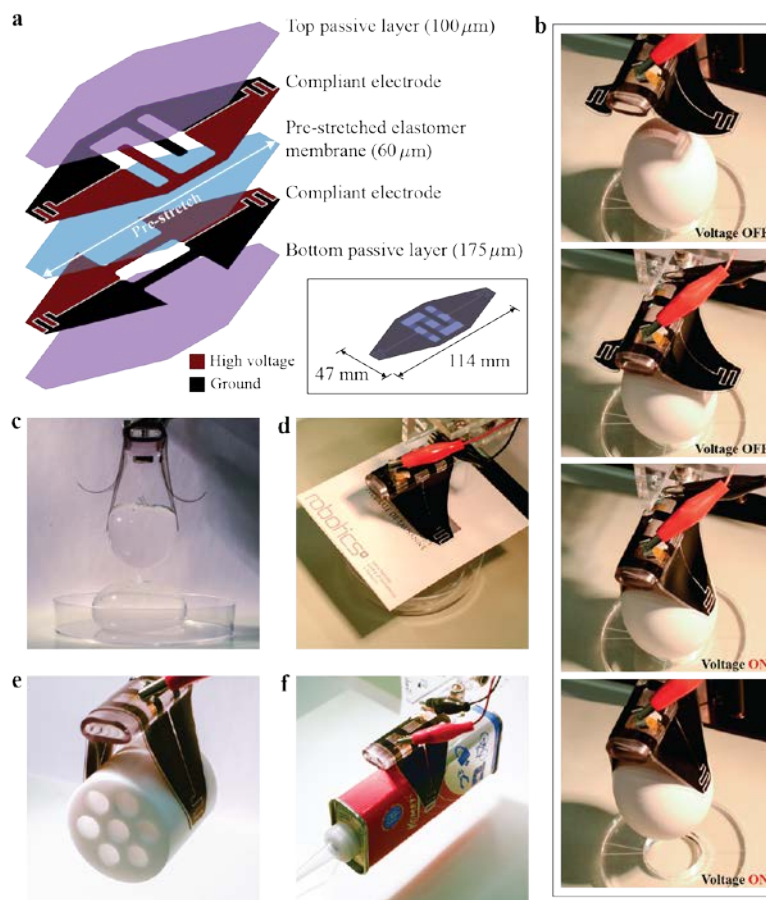 a
Top passive layer (100 μm)
Compliant electrode
Pre-stretched elastomer
membrane (60 μm)
Compliant electrode
Pre-stretch
Bottom passive layer (175 μm)
High voltage
Ground
47 mm
114 mm
b
Voltage OFF
Voltage OFF
Voltage ON
Voltage ON
c
d
robotics
e
f